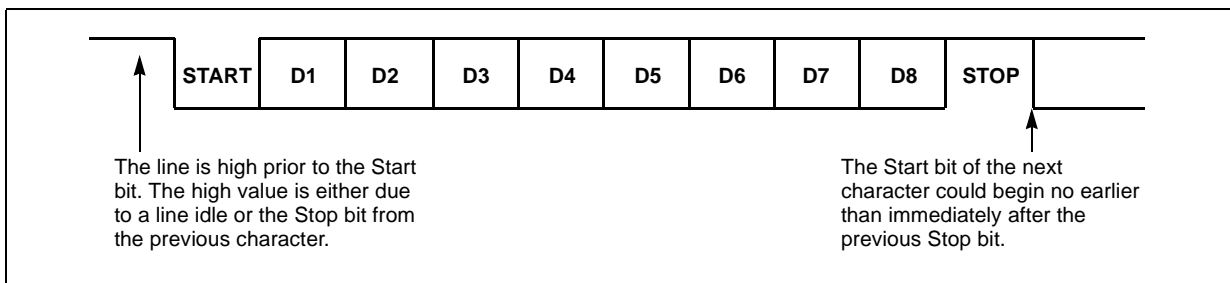 START D1 D2 D3 D4 D5 D6 D7 D8 STOP
The line is high prior to the Start
bit. The high value is either due
to a line idle or the Stop bit from
the previous character.
The Start bit of the next
character could begin no earlier
than immediately after the
previous Stop bit.